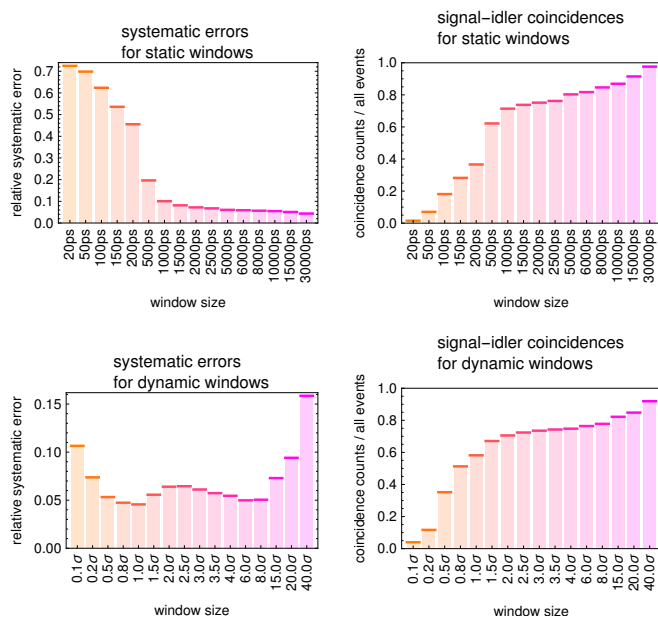 systematic errors
for static windows
relative systematic error
0.7
0.6
0.5
0.4
0.3
0.2
0.1
0.0
20ps
50ps
100ps
150ps
200ps
500ps
1000ps
1500ps
2000ps
2500ps
5000ps
6000ps
8000ps
10000ps
15000ps
30000ps
window size
signal-idler coincidences
for static windows
coincidence counts / all events
1.0
0.8
0.6
0.4
0.2
0.0
20ps
50ps
100ps
150ps
200ps
500ps
1000ps
1500ps
2000ps
2500ps
5000ps
6000ps
8000ps
10000ps
15000ps
30000ps
window size
systematic errors
for dynamic windows
relative systematic error
0.15
0.10
0.05
0.00
0.1σ
0.2σ
0.5σ
0.8σ
1.0σ
1.5σ
2.0σ
2.5σ
3.0σ
3.5σ
4.0σ
6.0σ
8.0σ
15.0σ
20.0σ
40.0σ
window size
signal-idler coincidences
for dynamic windows
coincidence counts / all events
1.0
0.8
0.6
0.4
0.2
0.0
0.1σ
0.2σ
0.5σ
0.8σ
1.0σ
1.5σ
2.0σ
2.5σ
3.0σ
3.5σ
4.0σ
6.0σ
8.0σ
15.0σ
20.0σ
40.0σ
window size